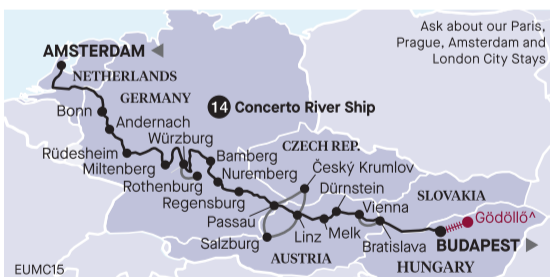 Ask about our Paris,
Prague, Amsterdam and
London City Stays
AMSTERDAM
NETHERLANDS
GERMANY
14 Concerto River Ship
Bonn
Andernach
Würzburg
Rüdesheim
Miltenberg
Rothenburg
Bamberg
Nuremberg
Regensburg
CZECH REP.
Český Krumlov
Dürnstein
SLOVAKIA
Passau
Vienna
Gödöllő^
Salzburg
Linz
Melk
Bratislava
BUDAPEST
AUSTRIA
HUNGARY
EUMC15